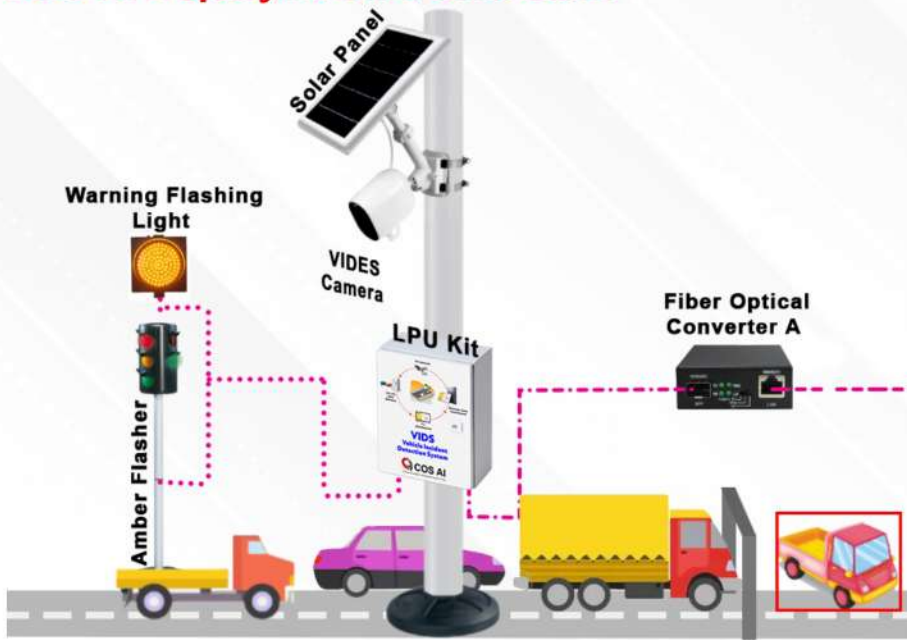 Solar Panel
Warning Flashing
Light
VIDES
Camera
Fiber Optical
Converter A
LPU Kit
VIDS
Vehicle Incident
Detection System
COS AI
Amber Flasher